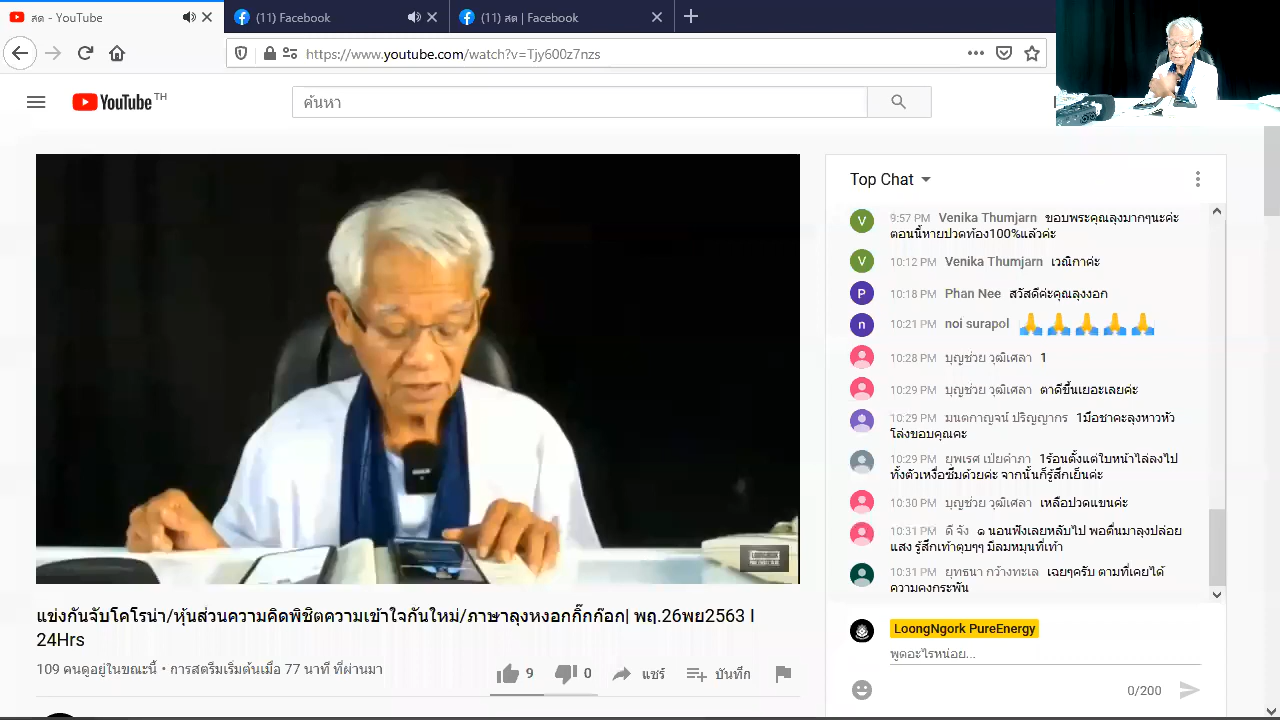 สด - YouTube
(11) Facebook
(11) สด | Facebook
https://www.youtube.com/watch?v=Tjy600z7nzs
YouTube TH
ค้นหา
Top Chat
9:57 PM Venika Thumjarn ขอบพระคุณลุงมากๆนะค่ะ
ตอนนี้หายปวดท้อง100%แล้วค่ะ
10:12 PM Venika Thumjarn เวณิกาค่ะ
10:18 PM Phan Nee สวัสดีค่ะคุณลุงงอก
10:21 PM noi surapol 🙏🙏🙏🙏🙏
10:28 PM บุญช่วย วุฒิเศลา 1
10:29 PM บุญช่วย วุฒิเศลา ตาดีขึ้นเยอะเลยค่ะ
10:29 PM มนตกาญจน์ ปริญญากร 1มือชาคะลุงหาวหัว
โล่งขอบคุณคะ
10:29 PM ยุพเรศ เปี่ยคำภา 1ร้อนตั้งแต่ใบหน้าไล่ลงไป
ทั้งตัวเหงื่อซึมด้วยค่ะ จากนั้นก็รู้สึกเย็นค่ะ
10:30 PM บุญช่วย วุฒิเศลา เหลือปวดแขนค่ะ
10:31 PM ดี จัง ๑ นอนฟังเลยหลับไป พอตื่นมาลุงปล่อย
แสง รู้สึกเท้าตุบๆๆ มีลมหมุนที่เท้า
10:31 PM ยุทธนา กว้างทะเล เฉยๆครับ ตามที่เคยได้
ความคงกระพัน
LoongNgork PureEnergy
พูดอะไรหน่อย...
0/200
แข่งกันจับโคโรน่า/หุ้นส่วนความคิดพิชิตความเข้าใจกันใหม่/ภาษาลุงหงอกกิ๊กก๊อก| พฤ.26พย2563 l
24Hrs
109 คนดูอยู่ในขณะนี้ • การสตรีมเริ่มต้นเมื่อ 77 นาที ที่ผ่านมา
9
0
แชร์
บันทึก